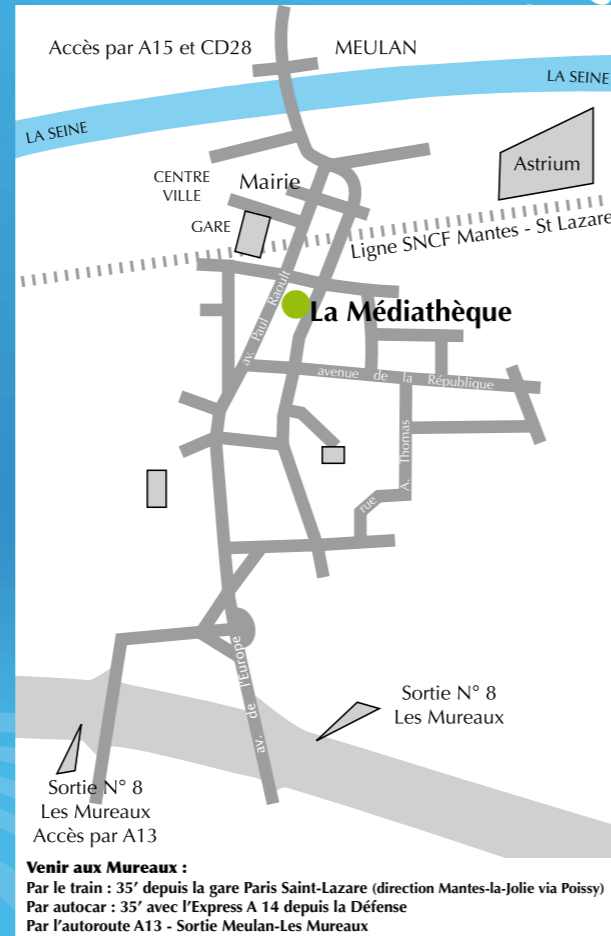 Accès par A15 et CD28
MEULAN
LA SEINE
LA SEINE
Astrium
CENTRE
VILLE
Mairie
GARE
Ligne SNCF Mantes - St Lazare
av. Paul Raoult
La Médiathèque
avenue de la République
rue A. Thomas
av. de l'Europe
Sortie N° 8
Les Mureaux
Sortie N° 8
Les Mureaux
Accès par A13
Venir aux Mureaux :
Par le train : 35’ depuis la gare Paris Saint-Lazare (direction Mantes-la-Jolie via Poissy)
Par autocar : 35’ avec l’Express A 14 depuis la Défense
Par l’autoroute A13 - Sortie Meulan-Les Mureaux